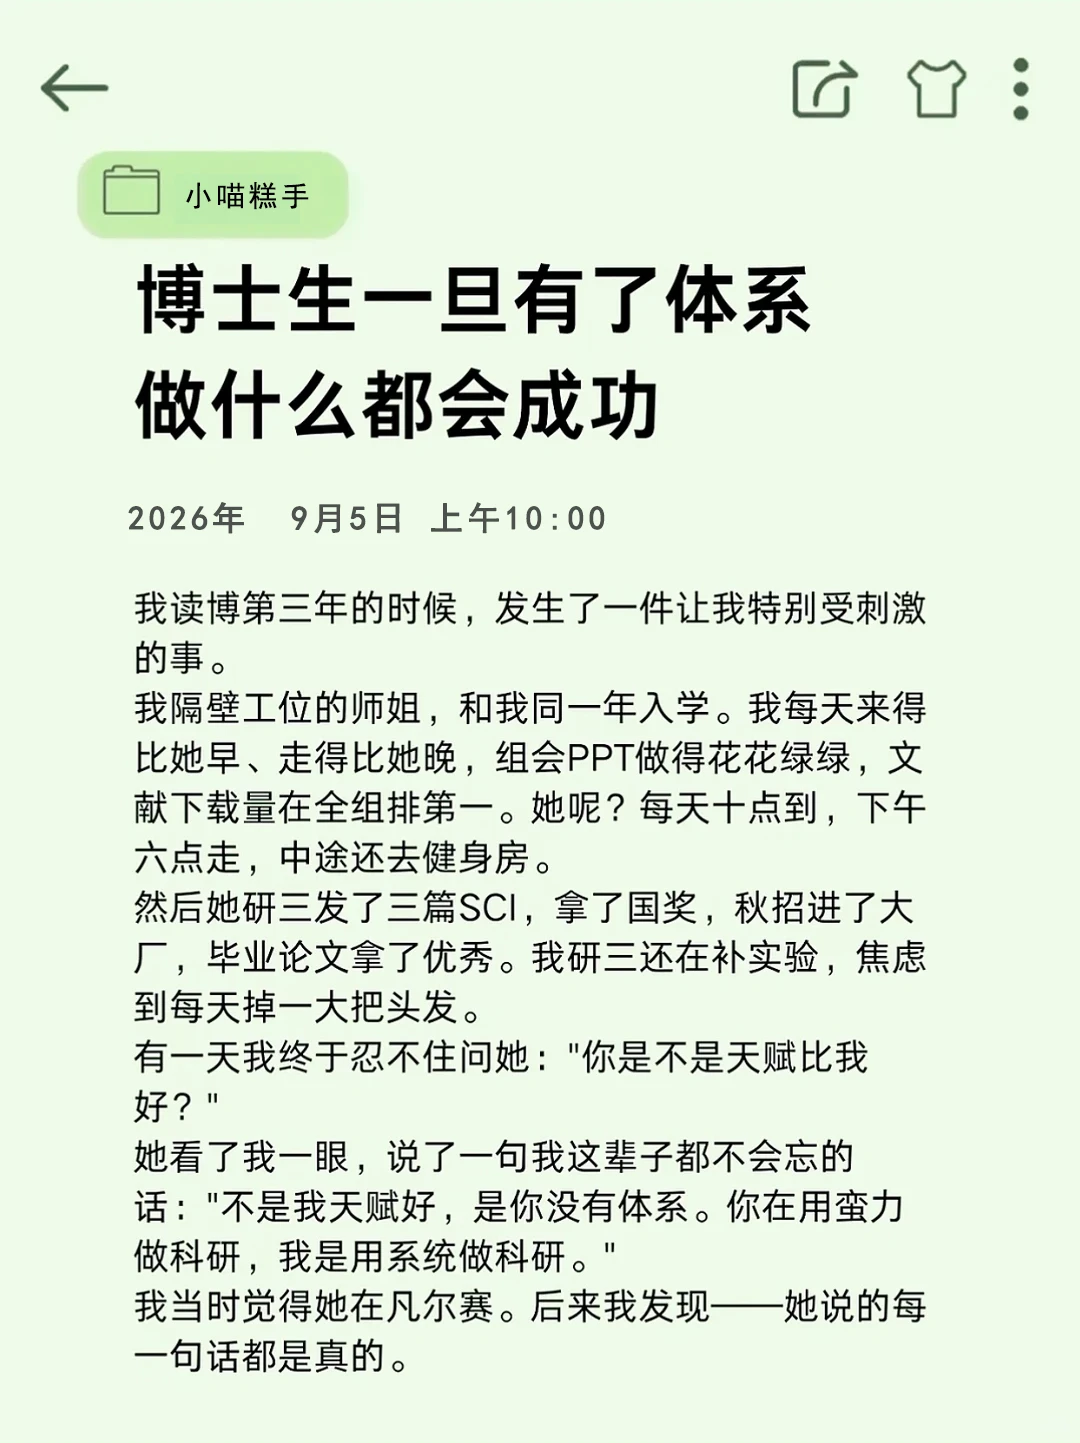 小喵糕手
博士生一旦有了体系
做什么都会成功
2026年 9月5日 上午10:00
我读博第三年的时候，发生了一件让我特别受刺激
的事。
我隔壁工位的师姐，和我同一年入学。我每天来得
比她早、走得比她晚，组会PPT做得花花绿绿，文
献下载量在全组排第一。她呢？每天十点到，下午
六点走，中途还去健身房。
然后她研三发了三篇SCI，拿了国奖，秋招进了大
厂，毕业论文拿了优秀。我研三还在补实验，焦虑
到每天掉一大把头发。
有一天我终于忍不住问她："你是不是天赋比我
好？"
她看了我一眼，说了一句我这辈子都不会忘的
话："不是我天赋好，是你没有体系。你在用蛮力
做科研，我是用系统做科研。"
我当时觉得她在凡尔赛。后来我发现——她说的每
一句话都是真的。